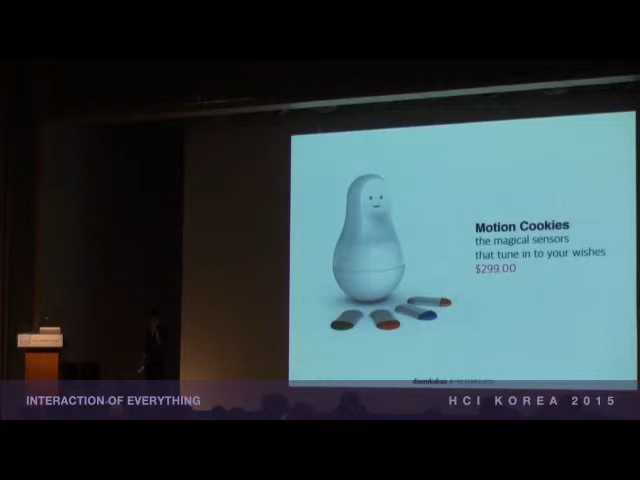 Motion Cookies
the magical sensors
that tune in to your wishes
$299.00
INTERACTION OF EVERYTHING
HCI KOREA 2015